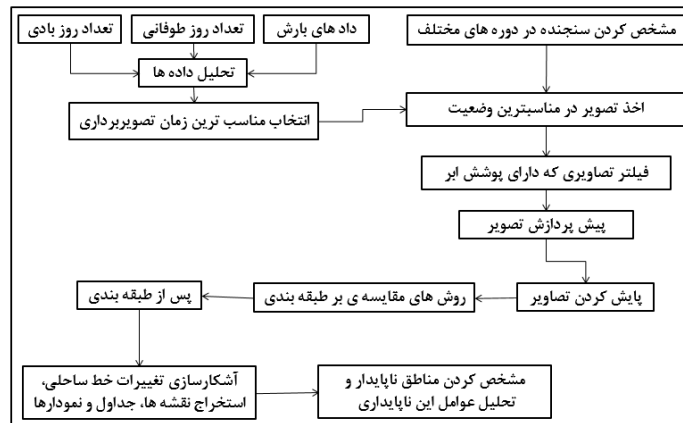 مشخص کردن سنجنده در دوره های مختلف
داد های بارش
تعداد روز طوفانی
تعداد روز بادی
تحلیل داده ها
انتخاب مناسب ترین زمان تصویربرداری
اخذ تصویر در مناسبترین وضعیت
فیلتر تصاویری که دارای پوشش ابر
پیش پردازش تصویر
پایش کردن تصاویر
روش های مقایسه ی بر طبقه بندی
پس از طبقه بندی
آشکارسازی تغییرات خط ساحلی،
استخراج نقشه ها، جداول و نمودارها
مشخص کردن مناطق ناپایدار و
تحلیل عوامل این ناپایداری